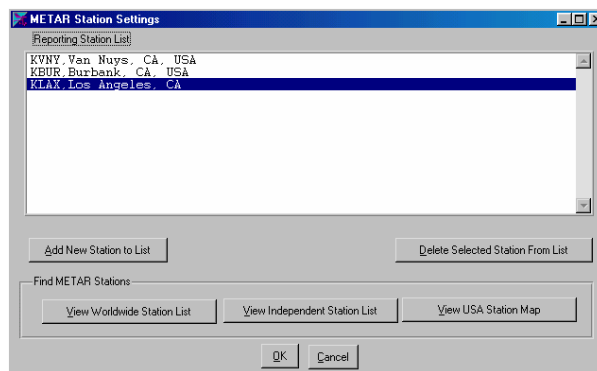 METAR Station Settings
Reporting Station List
KVNY,Van Nuys, CA, USA
KBUR,Burbank, CA, USA
KLAX,Los Angeles, CA
Add New Station to List
Delete Selected Station From List
Find METAR Stations
View Worldwide Station List
View Independent Station List
View USA Station Map
OK
Cancel